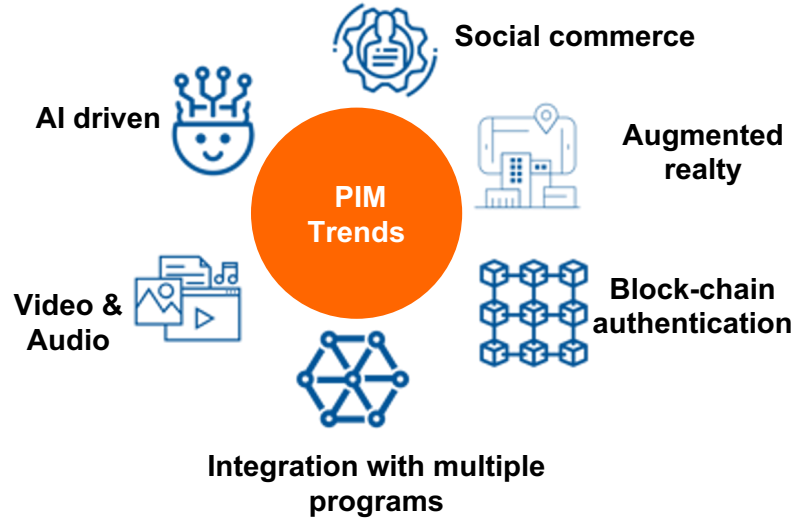 Social commerce
AI driven
Augmented
realty
PIM
Trends
Block-chain
authentication
Video &
Audio
Integration with multiple
programs